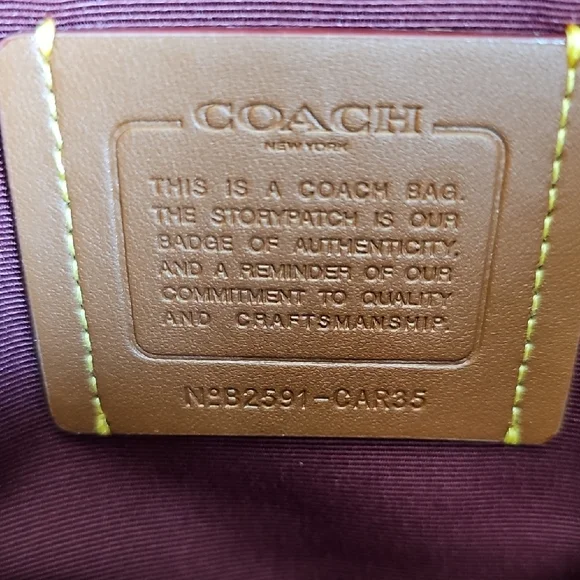 COACH
NEW YORK
THIS IS A COACH BAG.
THE STORYPATCH IS OUR
BADGE OF AUTHENTICITY,
AND A REMINDER OF OUR
COMMITMENT TO QUALITY
AND CRAFTSMANSHIP.
NºB2591-CAR35